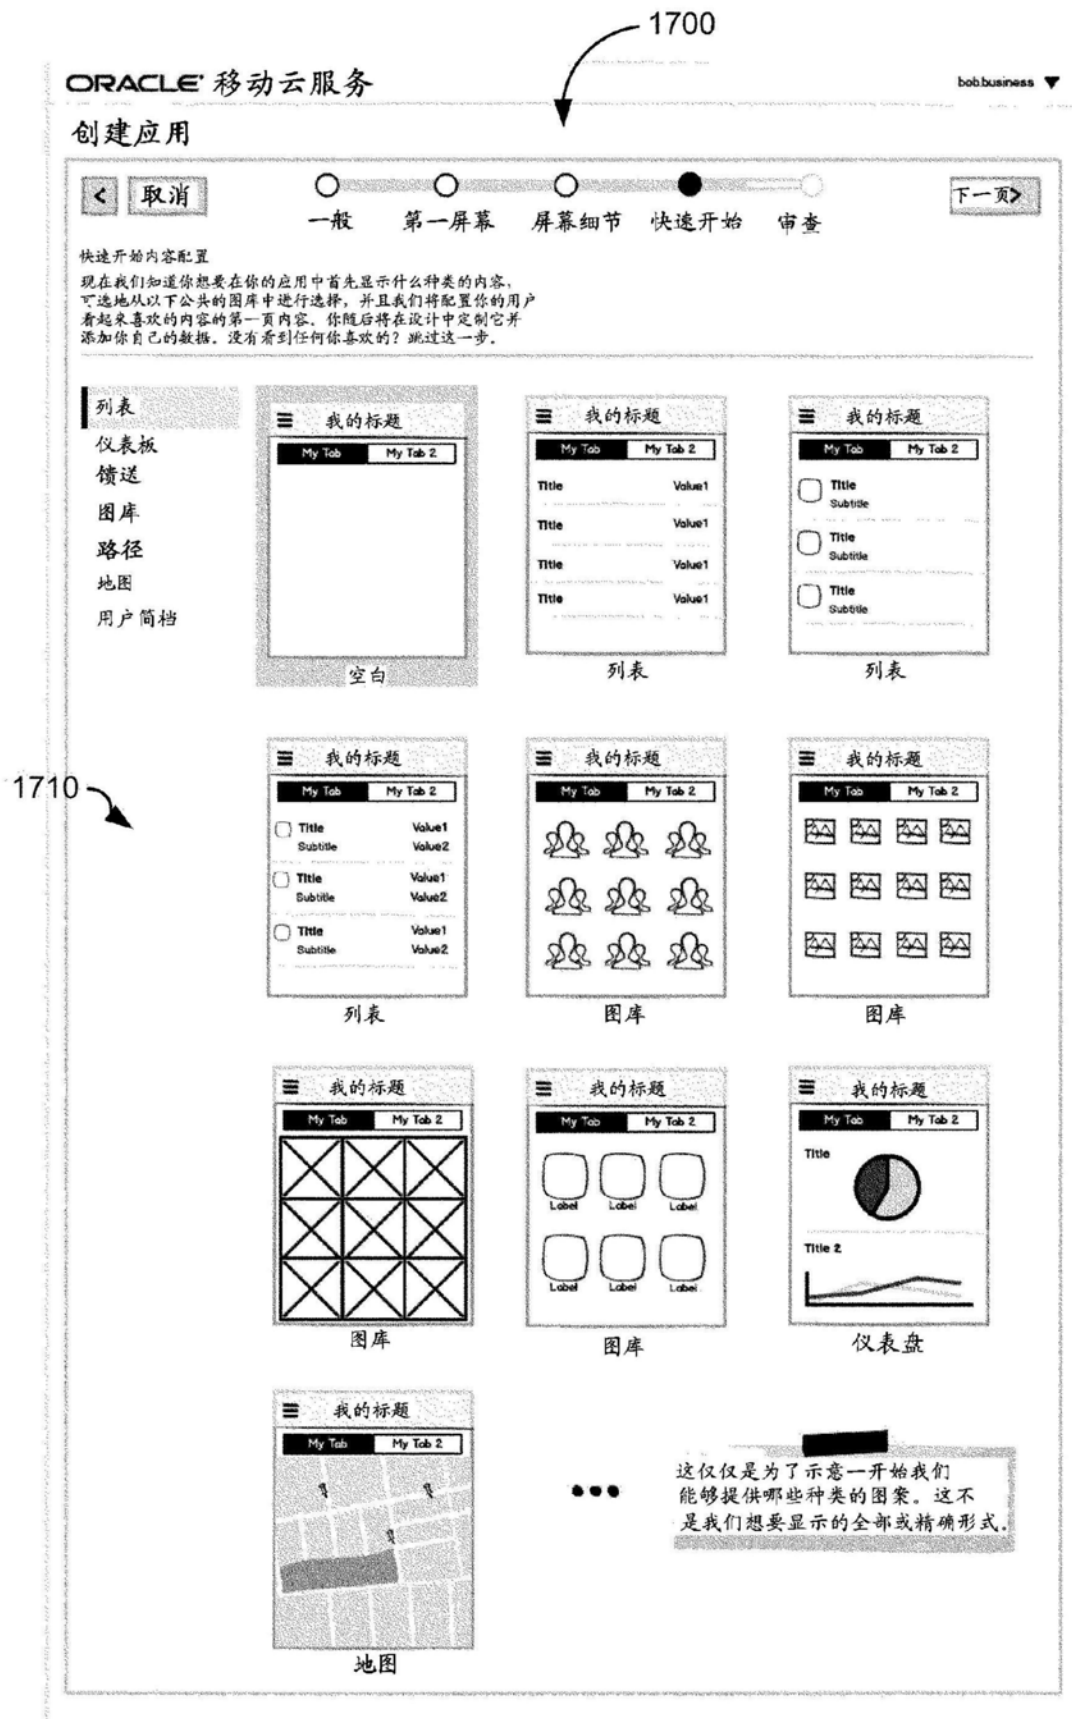 1700
ORACLE' 移动云服务
bob.business
创建应用
< 取消
下一页>
一般 第一屏幕 屏幕细节 快速开始 审查
快速开始内容配置
现在我们知道你想要在你的应用中首先显示什么种类的内容，
可选地从以下公共的图库中进行选择，并且我们将配置你的用户
看起来喜欢的内容的第一页内容。你随后将在设计中定制它并
添加你自己的数据。没有看到任何你喜欢的？跳过这一步。
列表
仪表板
馈送
图库
路径
地图
用户简档
我的标题
My Tab My Tab 2
空白
我的标题
My Tab My Tab 2
Title Value1
Title Value1
Title Value1
Title Value1
列表
我的标题
My Tab My Tab 2
Title
Subtitle
Title
Subtitle
Title
Subtitle
列表
1710
我的标题
My Tab My Tab 2
Title Value1
Subtitle Value2
Title Value1
Subtitle Value2
Title Value1
Subtitle Value2
列表
我的标题
My Tab My Tab 2
图库
我的标题
My Tab My Tab 2
图库
我的标题
My Tab My Tab 2
图库
我的标题
My Tab My Tab 2
Label Label Label
Label Label Label
图库
我的标题
My Tab My Tab 2
Title
Title 2
仪表盘
我的标题
My Tab My Tab 2
地图
•••
这仅仅是为了示意一开始我们
能够提供哪些种类的图案。这不
是我们想要显示的全部或精确形式。